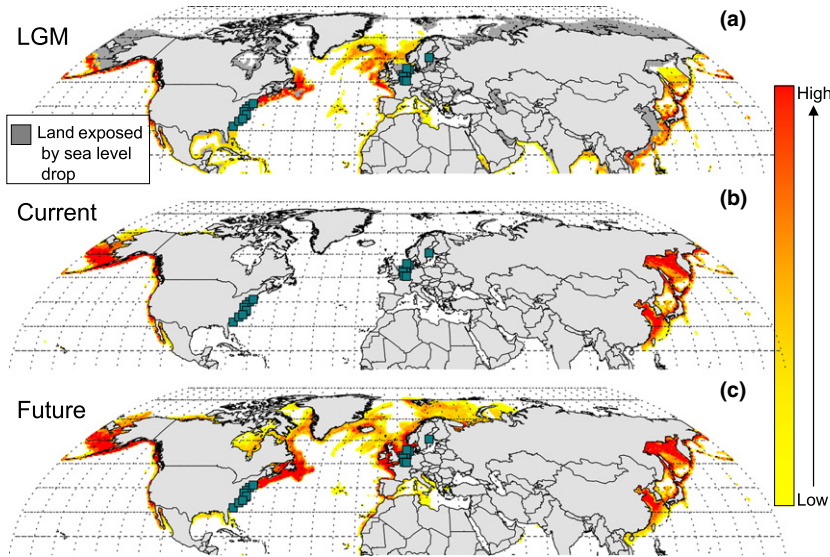 LGM
(a)
Land exposed
by sea level
drop
High
Current
(b)
Future
(c)
Low